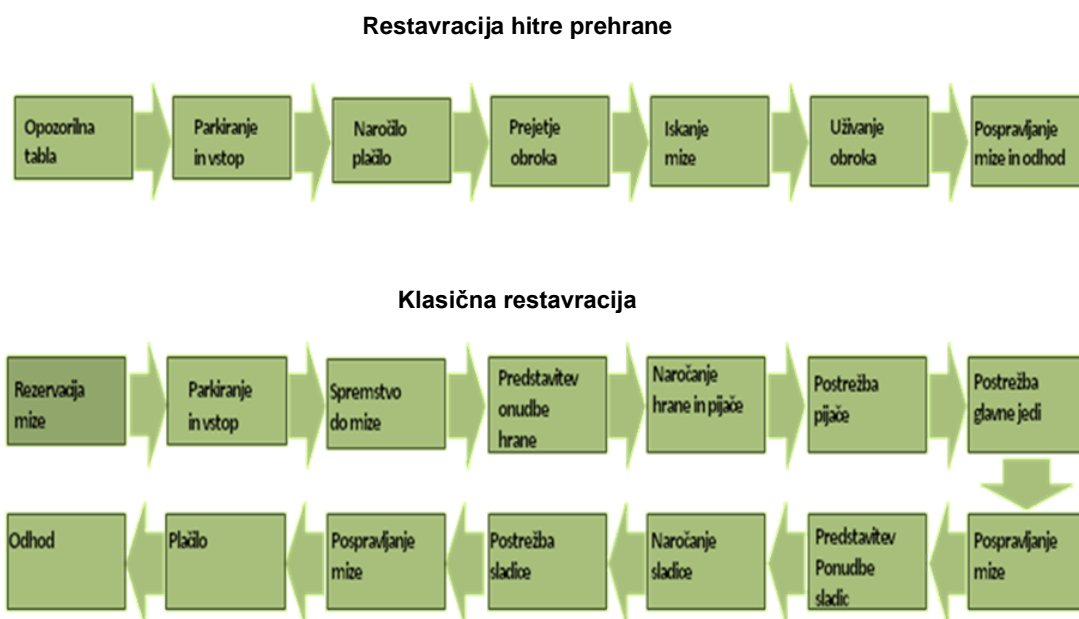 Restavracija hitre prehrane
Opozorilna
tabla
Parkiranje
in vstop
Naročilo
plačilo
Prejetje
obroka
Iskanje
mize
Uživanje
obroka
Pospravljanje
mize in odhod
Klasična restavracija
Rezervacija
mize
Parkiranje
in vstop
Spremstvo
do mize
Predstavitev
onudbe
hrane
Naročanje
hrane in pijače
Postrežba
pijače
Postrežba
glavne jedi
Pospravljanje
mize
Predstavitev
Ponudbe
sladic
Naročanje
sladice
Postrežba
sladice
Pospravljanje
mize
Plačilo
Odhod